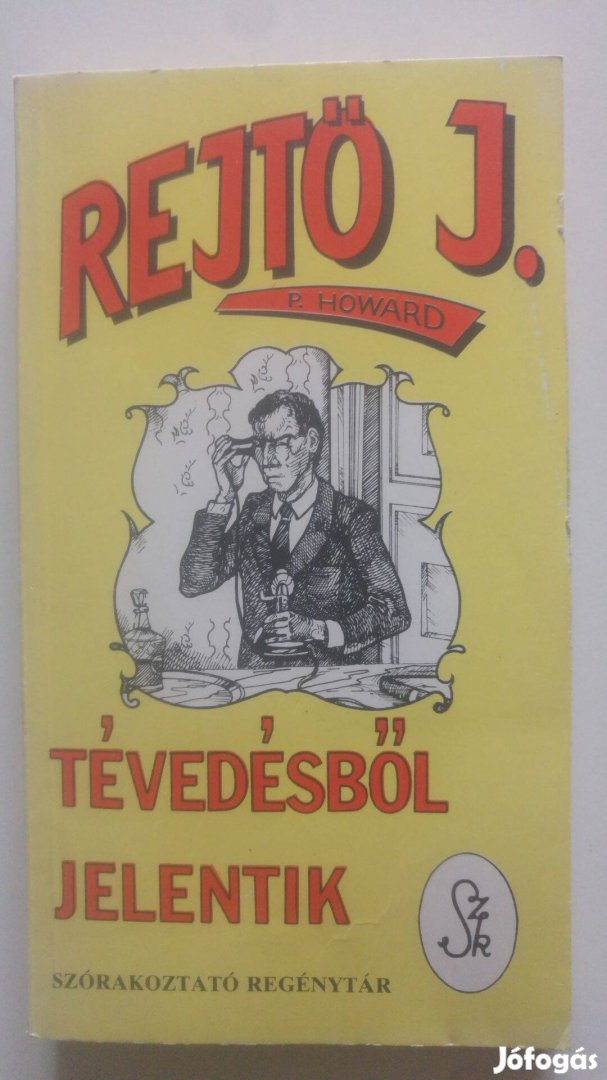 REJTŐ J.
P. HOWARD
TÉVEDÉSBŐL
JELENTIK
Szk
SZÓRAKOZTATÓ REGÉNYTÁR
Jófogás